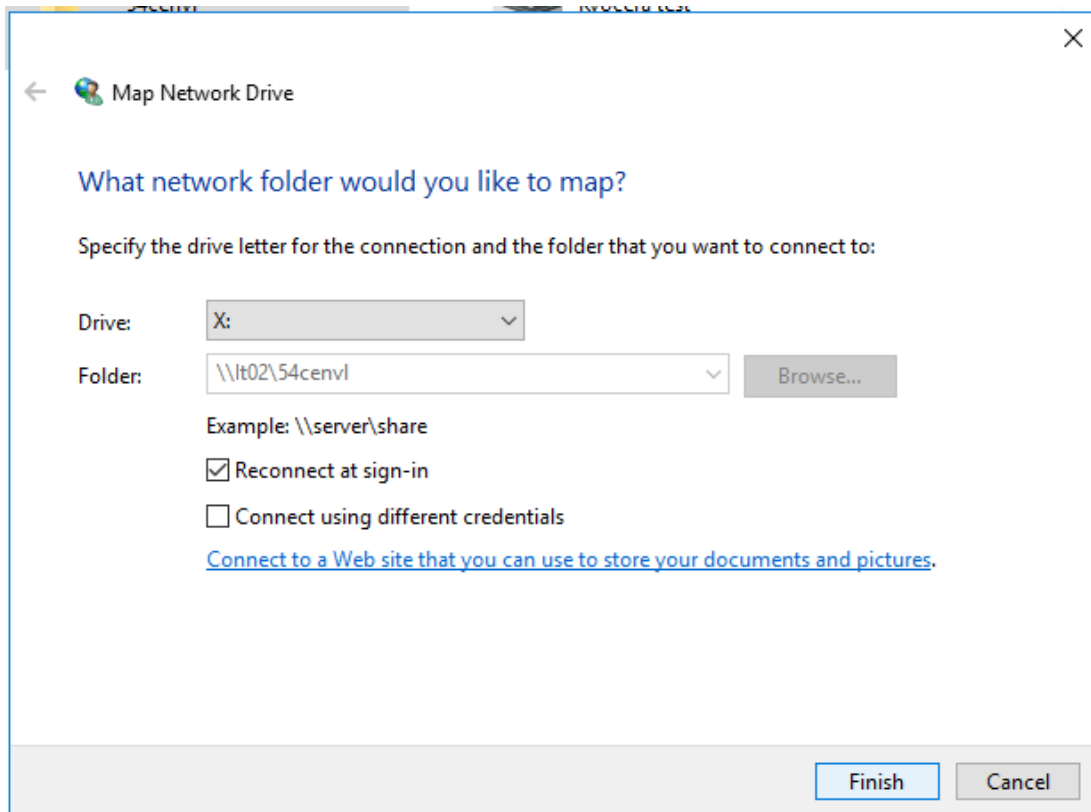 54cenvl Kyocera test
Map Network Drive
What network folder would you like to map?
Specify the drive letter for the connection and the folder that you want to connect to:
Drive: X:
Folder: \\lt02\54cenvl Browse...
Example: \\server\share
Reconnect at sign-in
Connect using different credentials
Connect to a Web site that you can use to store your documents and pictures.
Finish Cancel